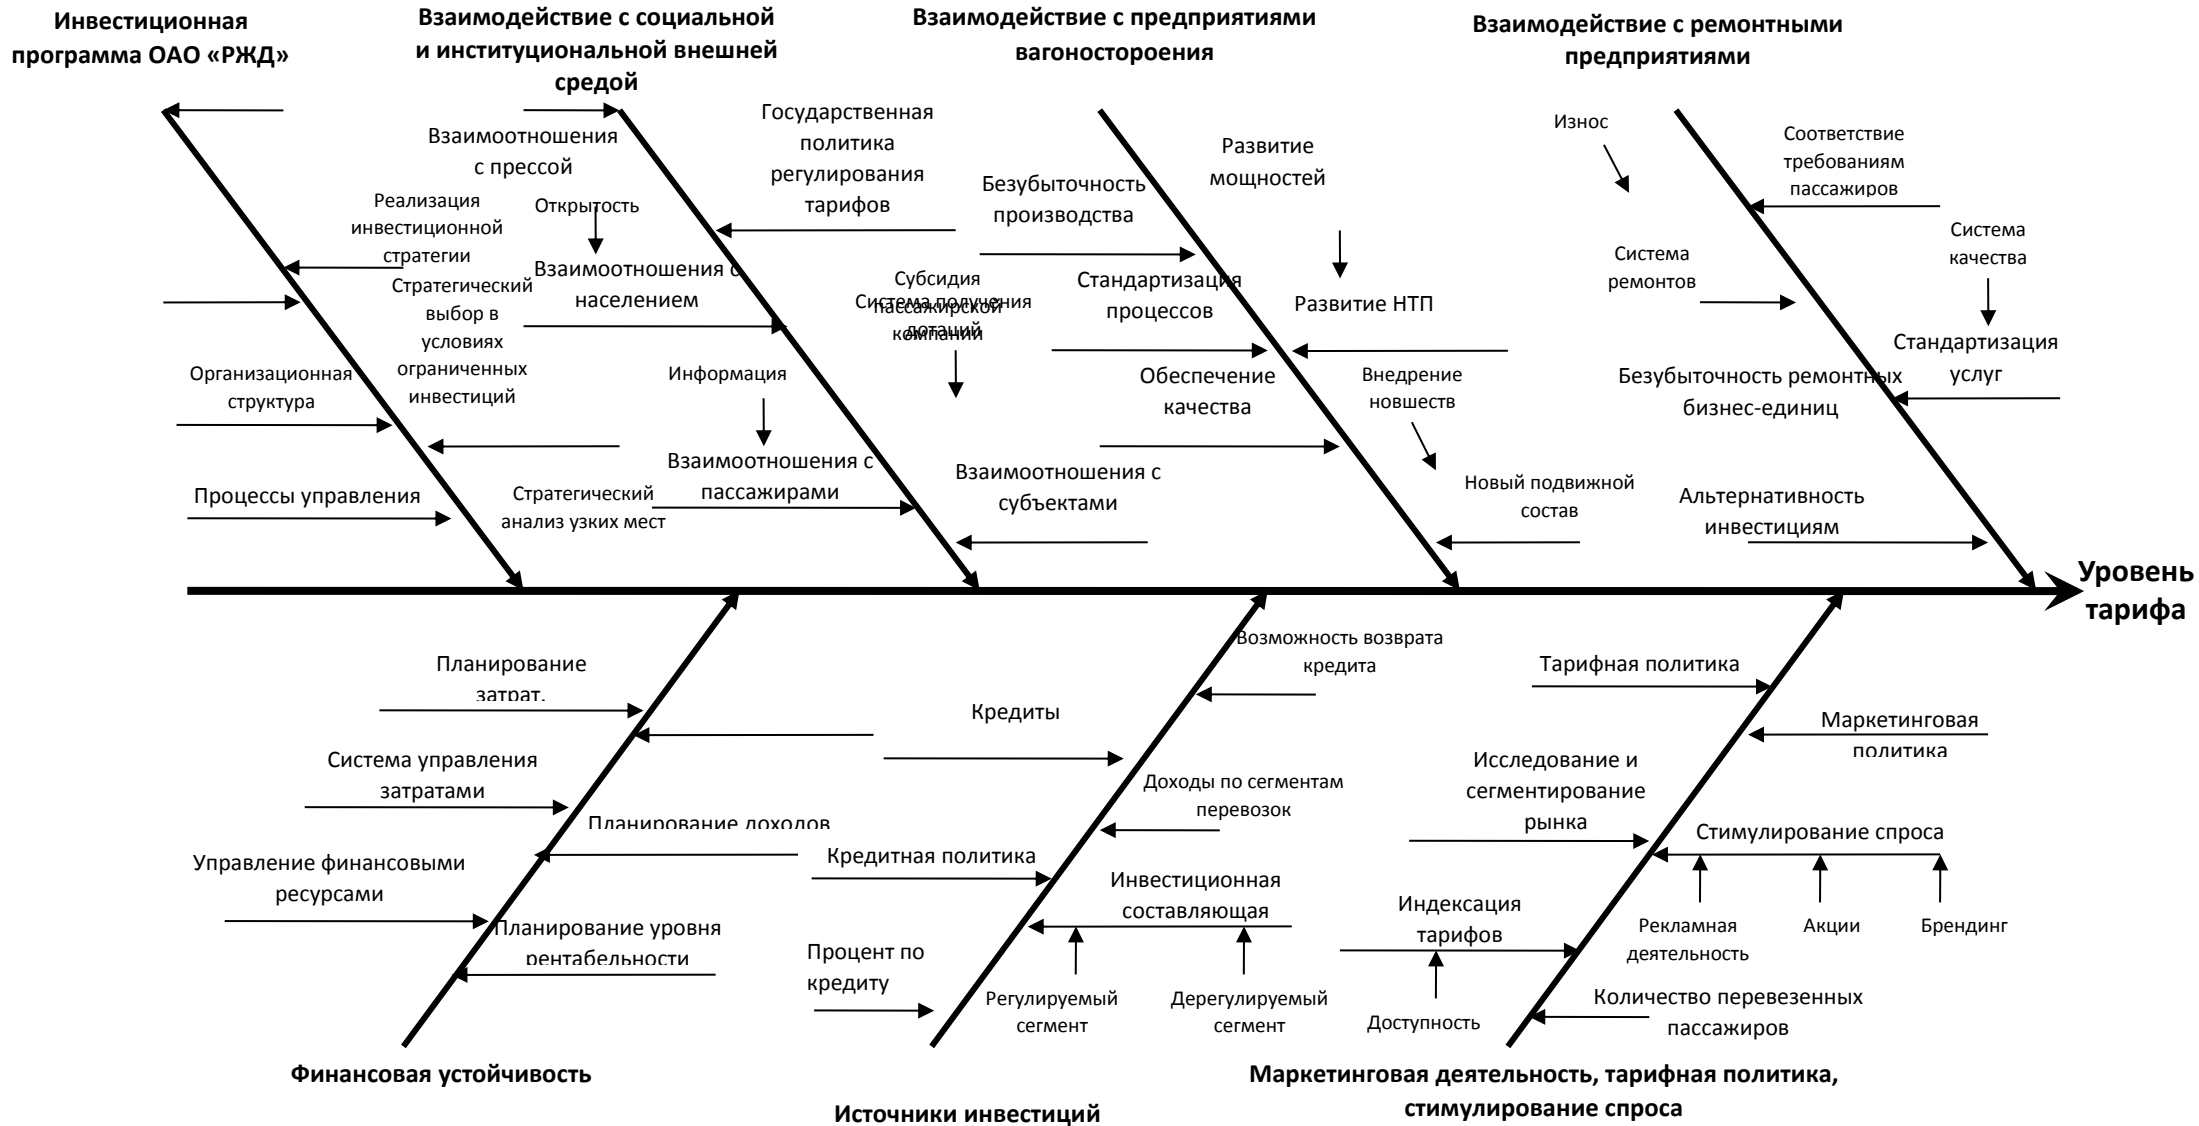 Инвестиционная
программа ОАО «РЖД»
Взаимодействие с социальной
и институциональной внешней
средой
Взаимодействие с предприятиями
вагоностороения
Взаимодействие с ремонтными
предприятиями
Взаимоотношения
с прессой
Реализация
инвестиционной
стратегии
Стратегический
выбор в
условиях
ограниченных
инвестиций
Организационная
структура
Процессы управления
Стратегический
анализ узких мест
Открытость
Взаимоотношения с
населением
Информация
Взаимоотношения с
пассажирами
Государственная
политика
регулирования
тарифов
Субсидия
пассажирской
компании
Система получения
дотаций
Взаимоотношения с
субъектами
Безубыточность
производства
Стандартизация
процессов
Обеспечение
качества
Развитие
мощностей
Развитие НТП
Внедрение
новшеств
Новый подвижной
состав
Износ
Система
ремонтов
Безубыточность ремонтных
бизнес-единиц
Альтернативность
инвестициям
Соответствие
требованиям
пассажиров
Система
качества
Стандартизация
услуг
Уровень
тарифа
Планирование
затрат.
Система управления
затратами
Управление финансовыми
ресурсами
Планирование доходов
Планирование уровня
рентабельности
Финансовая устойчивость
Кредиты
Кредитная политика
Процент по
кредиту
Возможность возврата
кредита
Доходы по сегментам
перевозок
Инвестиционная
составляющая
Регулируемый
сегмент
Дерегулируемый
сегмент
Источники инвестиций
Тарифная политика
Исследование и
сегментирование
рынка
Индексация
тарифов
Доступность
Маркетинговая
политика
Стимулирование спроса
Рекламная
деятельность
Акции
Брендинг
Количество перевезенных
пассажиров
Маркетинговая деятельность, тарифная политика,
стимулирование спроса